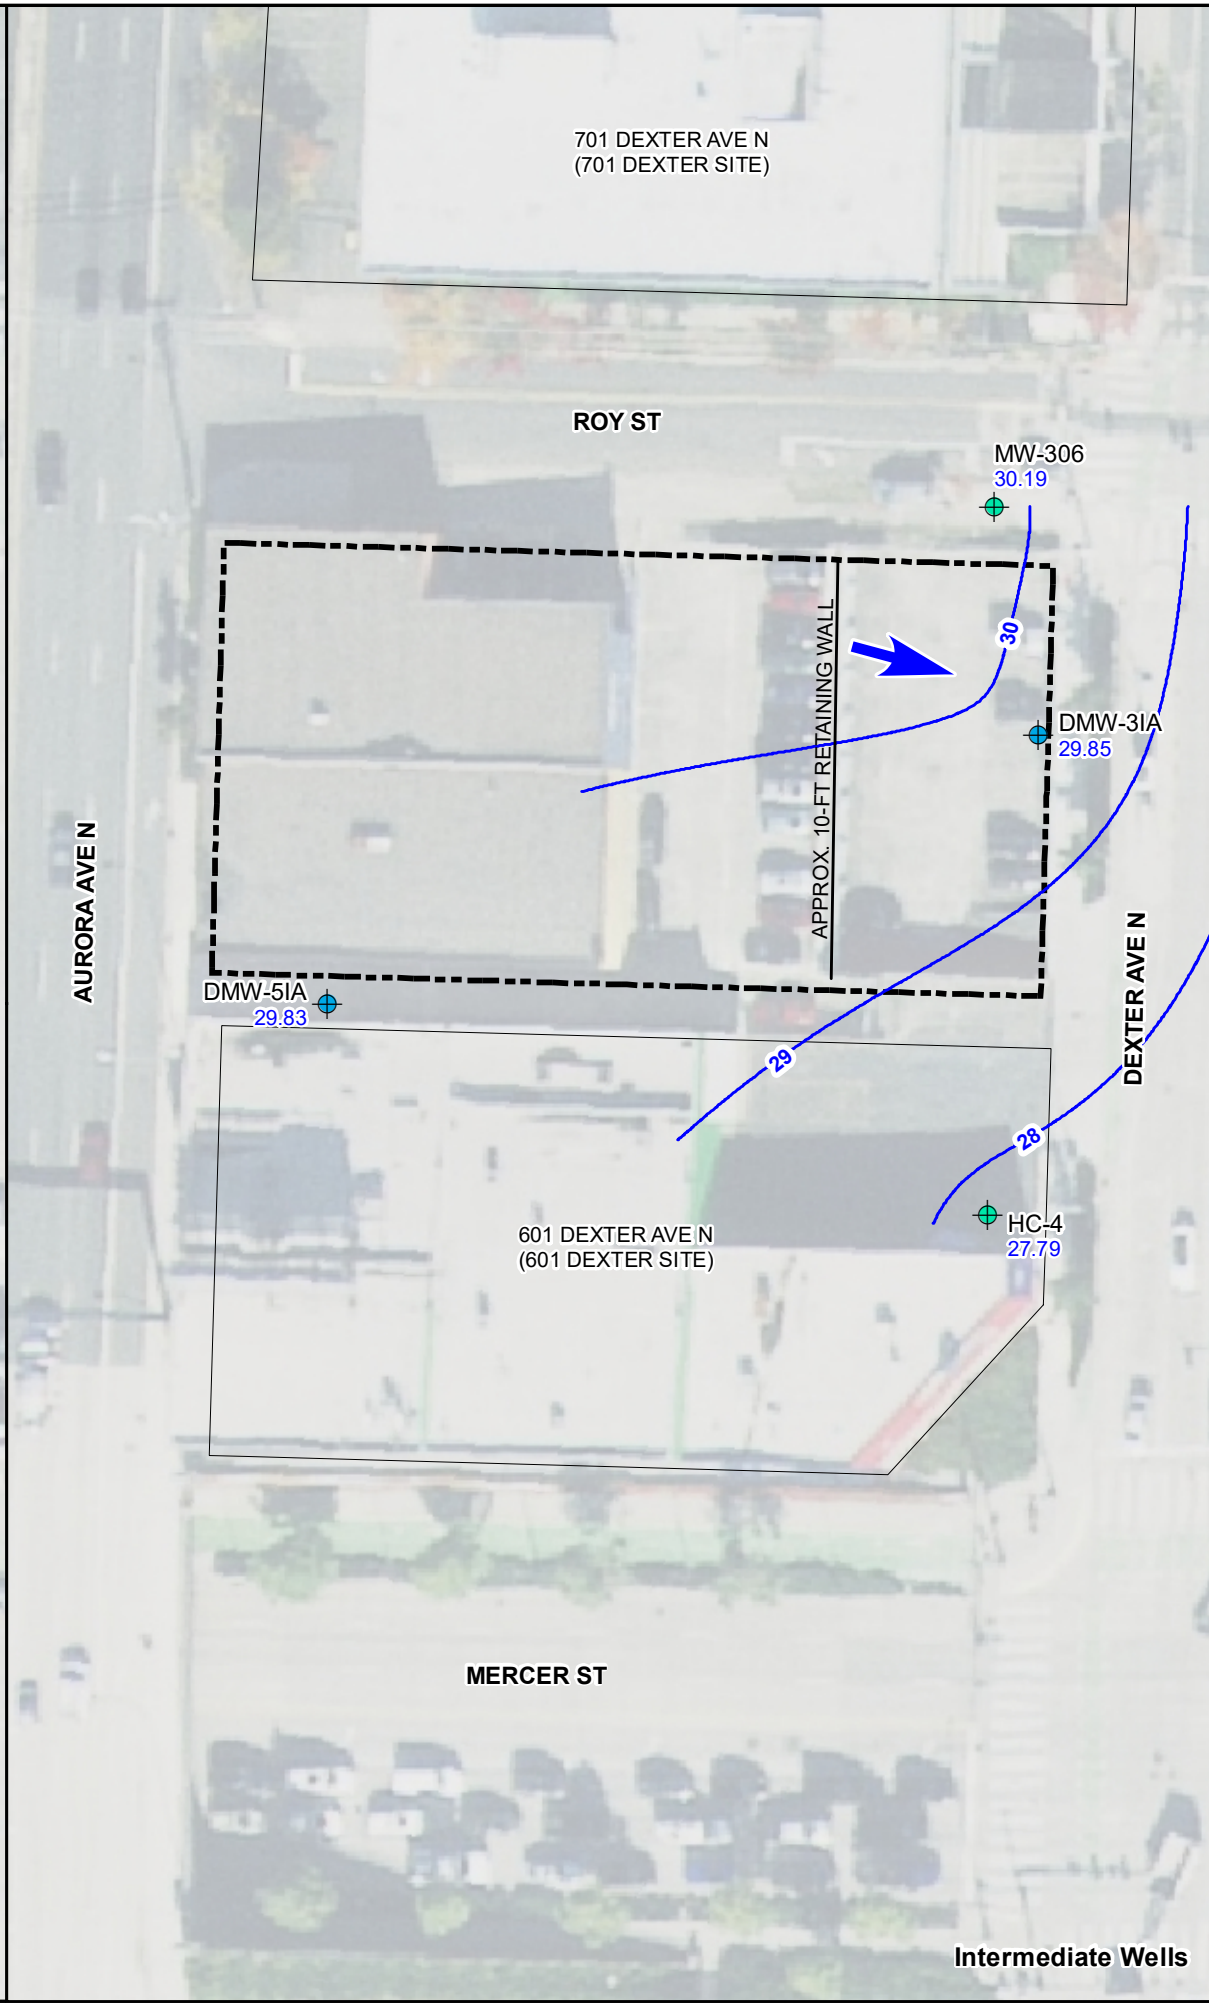 701 DEXTER AVE N
(701 DEXTER SITE)
ROY ST
MW-306
30.19
30
APPROX. 10-FT RETAINING WALL
DMW-3IA
29.85
AURORA AVE N
DEXTER AVE N
DMW-5IA
29.83
29
28
HC-4
27.79
601 DEXTER AVE N
(601 DEXTER SITE)
MERCER ST
Intermediate Wells